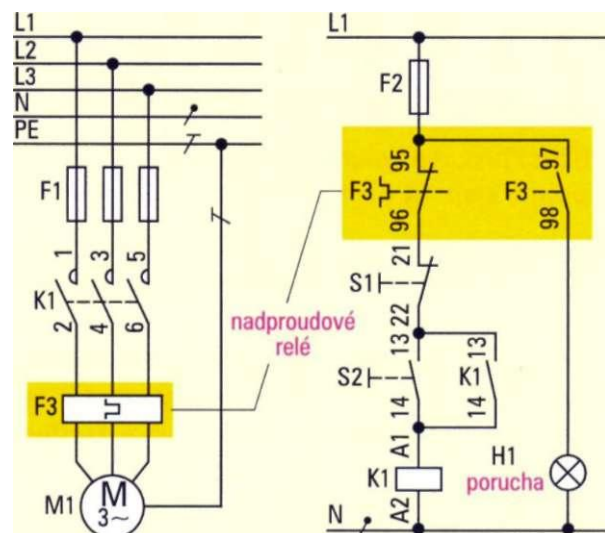 L1
L2
L3
N
PE
F1
1
3
5
K1
2
4
6
F3
M1
M
3~
nadproudové
relé
L1
F2
95
97
F3
F3
96
98
21
S1
22
13
13
S2
K1
14
14
A1
K1
A2
H1
porucha
N